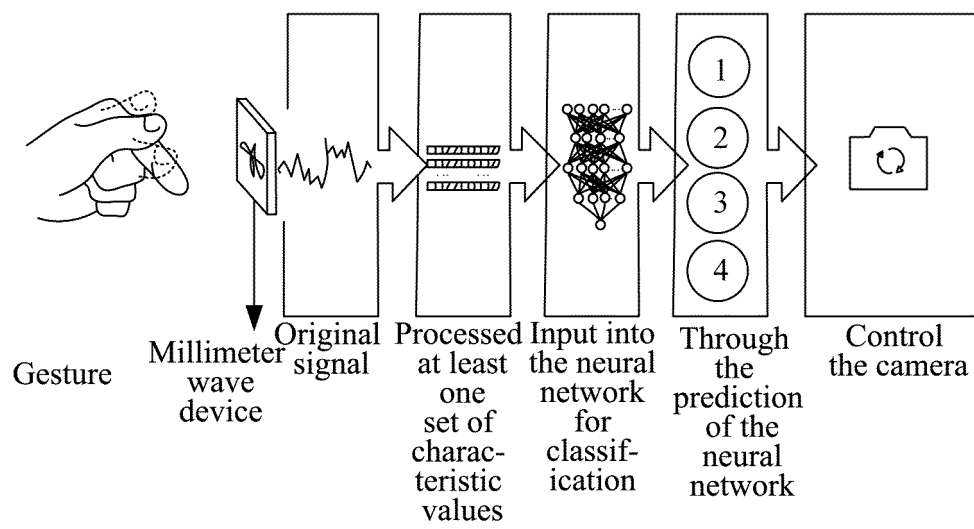 1
2
3
4
Gesture
Millimeter
wave
device
Original
signal
Processed
at least
one
set of
charac-
teristic
values
Input into
the neural
network
for
classif-
ication
Through
the
prediction
of the
neural
network
Control
the camera